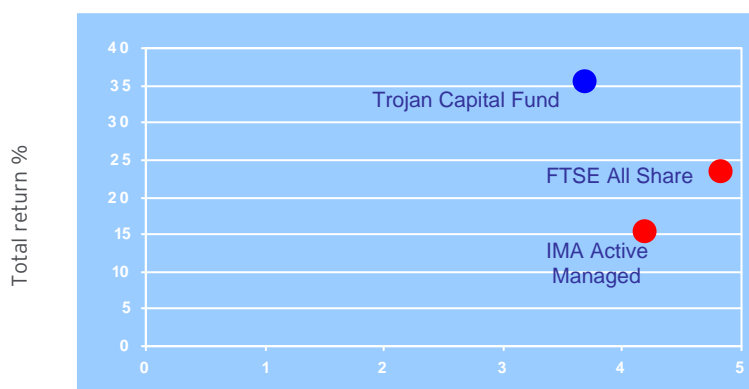 Total return %
40
35
30
25
20
15
10
5
0
Trojan Capital Fund
FTSE All Share
IMA Active
Managed
0 1 2 3 4 5